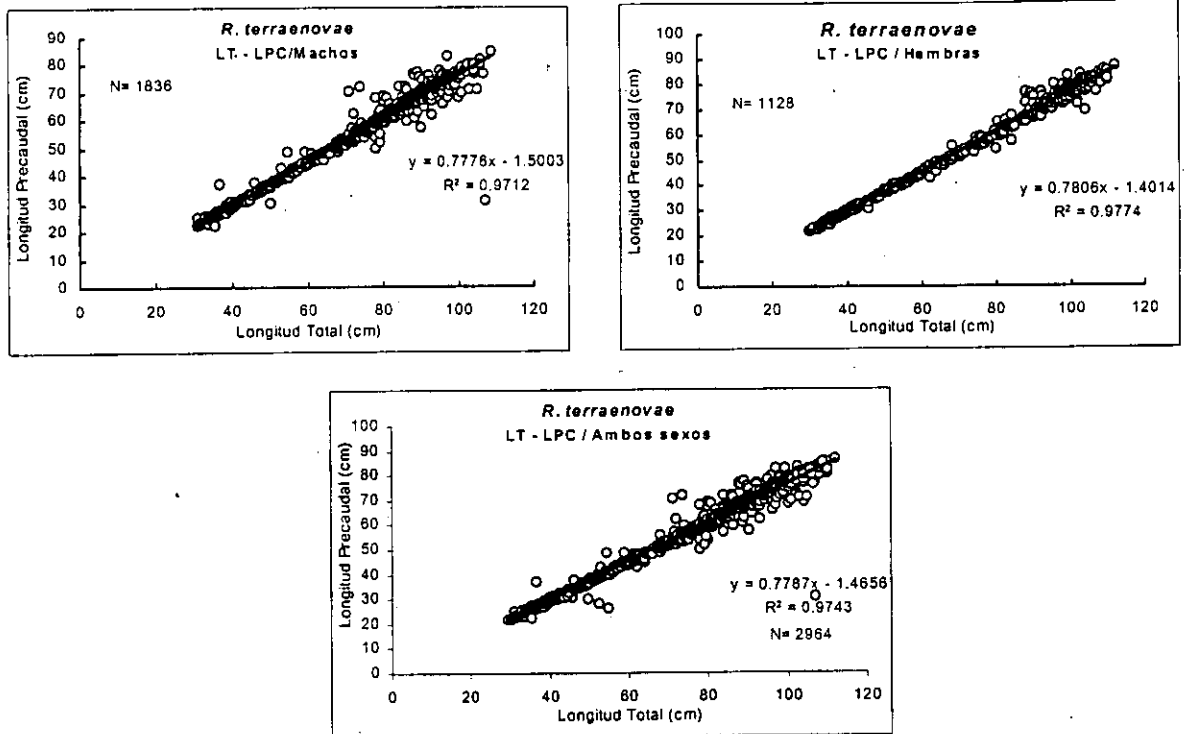 R. terraenovae
LT - LPC/Machos
N= 1836
y = 0.7776x - 1.5003
R² = 0.9712
Longitud Precaudal (cm)
90
80
70
60
50
40
30
20
10
0
0 20 40 60 80 100 120
Longitud Total (cm)
R. terraenovae
LT - LPC / Hembras
N= 1128
y = 0.7806x - 1.4014
R² = 0.9774
Longitud Precaudal (cm)
100
90
80
70
60
50
40
30
20
10
0
0 20 40 60 80 100 120
Longitud Total (cm)
R. terraenovae
LT - LPC / Ambos sexos
y = 0.7787x - 1.4656
R² = 0.9743
N= 2964
Longitud Precaudal (cm)
100
90
80
70
60
50
40
30
20
10
0
0 20 40 60 80 100 120
Longitud Total (cm)